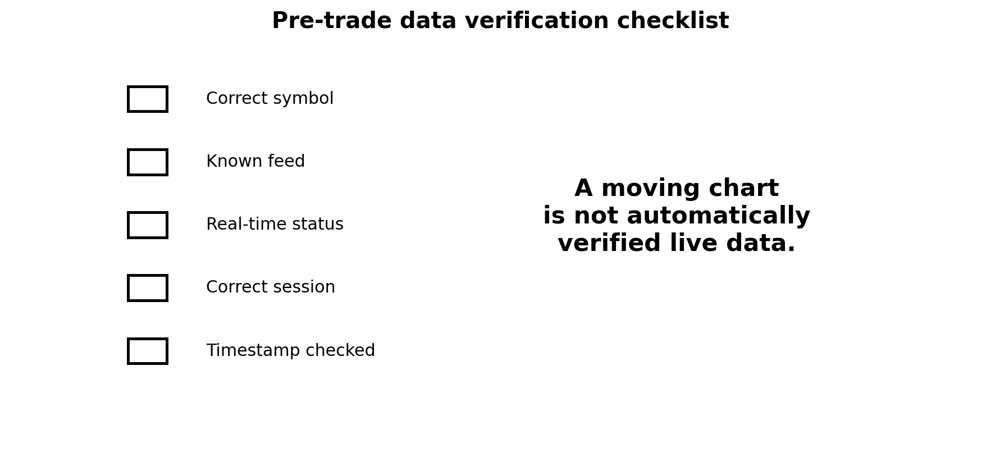 Pre-trade data verification checklist
Correct symbol
Known feed
Real-time status
Correct session
Timestamp checked
A moving chart
is not automatically
verified live data.